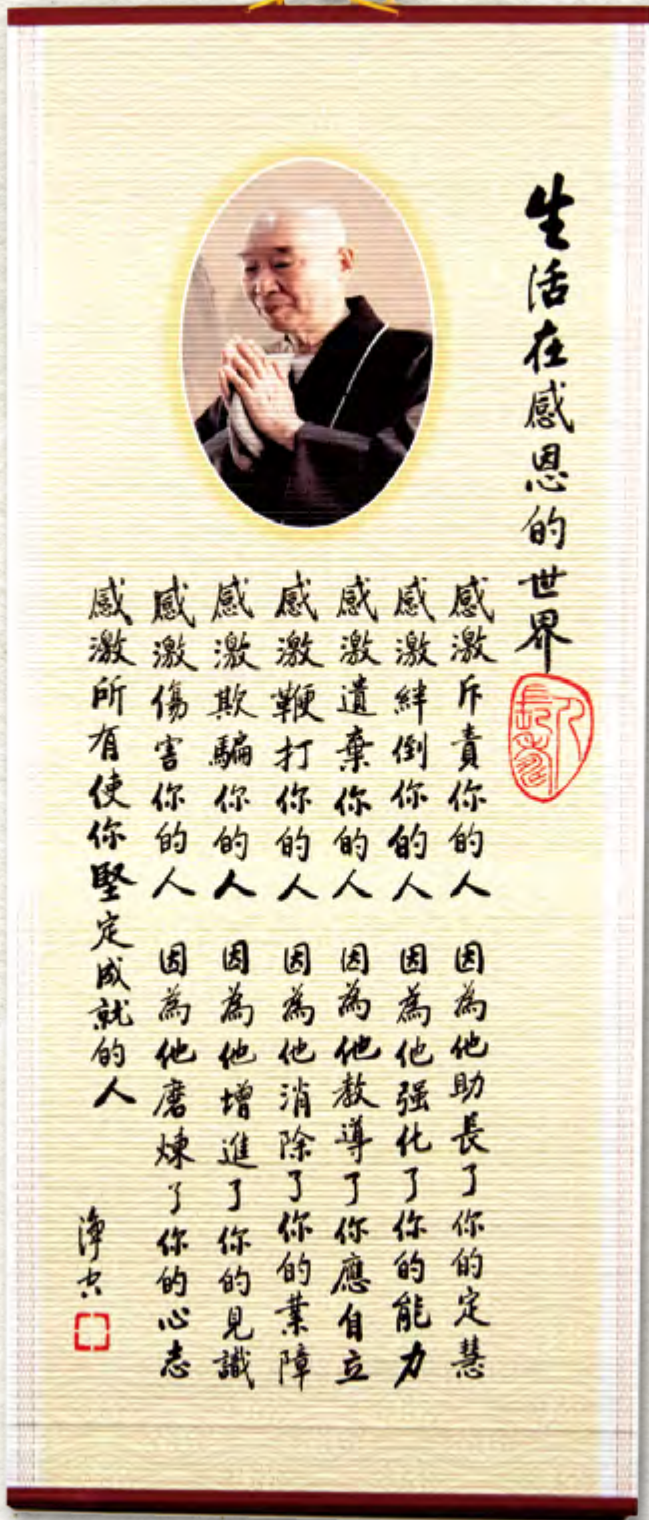 生活在感恩的世界
感激斥責你的人 因為他助長了你的定慧
感激絆倒你的人 因為他强化了你的能力
感激遺棄你的人 因為他教導了你應自立
感激鞭打你的人 因為他消除了你的業障
感激欺騙你的人 因為他增進了你的見識
感激傷害你的人 因為他磨煉了你的心志
感激所有使你堅定成就的人
淨空